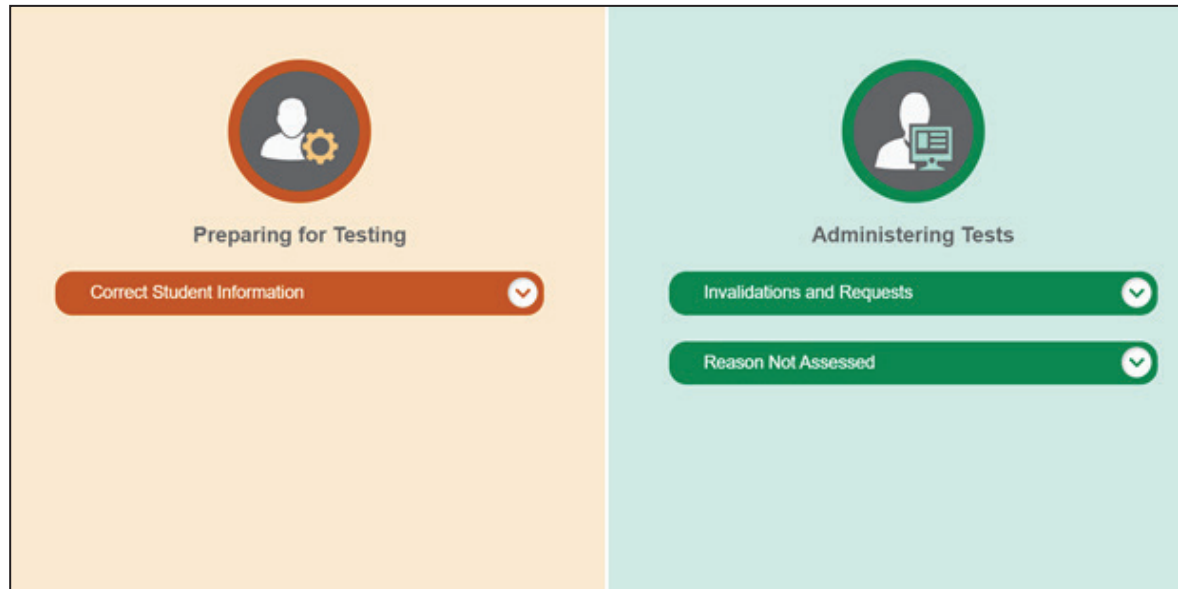 Preparing for Testing
Correct Student Information
Administering Tests
Invalidations and Requests
Reason Not Assessed